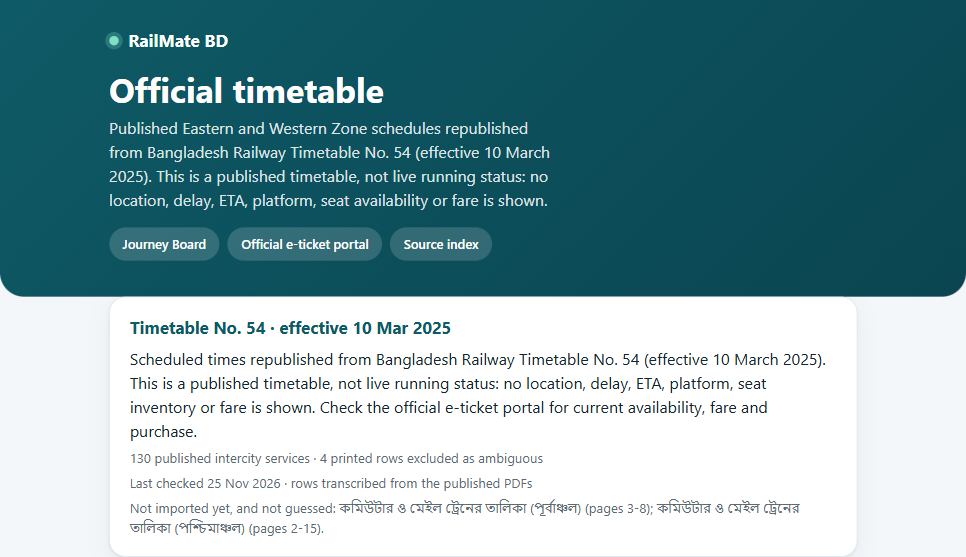 RailMate BD
Official timetable
Published Eastern and Western Zone schedules republished
from Bangladesh Railway Timetable No. 54 (effective 10 March
2025). This is a published timetable, not live running status: no
location, delay, ETA, platform, seat availability or fare is shown.
Journey Board
Official e-ticket portal
Source index
Timetable No. 54 · effective 10 Mar 2025
Scheduled times republished from Bangladesh Railway Timetable No. 54 (effective 10 March 2025).
This is a published timetable, not live running status: no location, delay, ETA, platform, seat
inventory or fare is shown. Check the official e-ticket portal for current availability, fare and
purchase.
130 published intercity services · 4 printed rows excluded as ambiguous
Last checked 25 Nov 2026 · rows transcribed from the published PDFs
Not imported yet, and not guessed: কমিউটার ও মেইল ট্রেনের তালিকা (পূর্বাঞ্চল) (pages 3-8); কমিউটার ও মেইল ট্রেনের
তালিকা (পশ্চিমাঞ্চল) (pages 2-15).